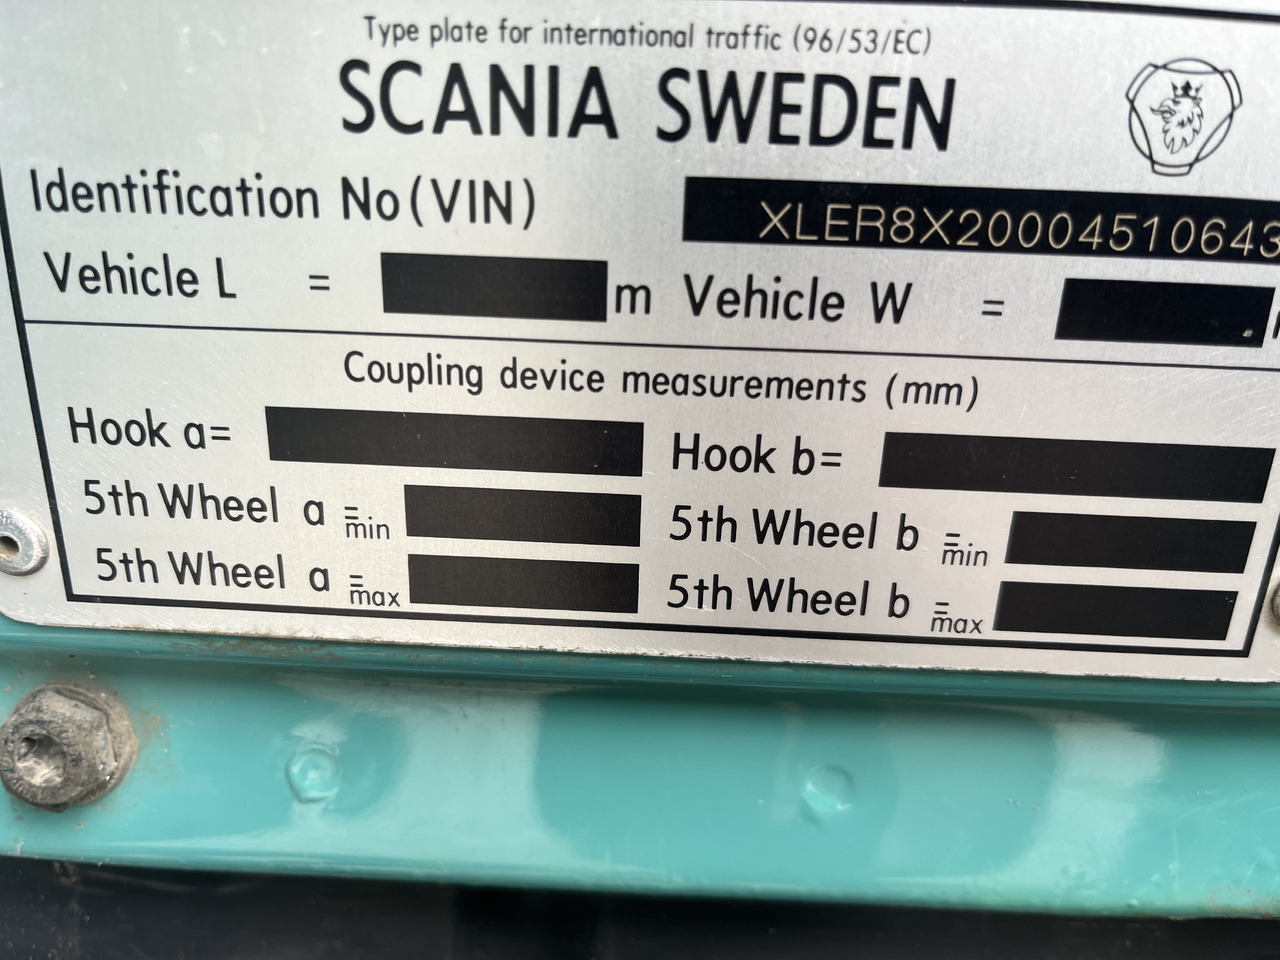 Type plate for international traffic (96/53/EC)
SCANIA SWEDEN
Identification No (VIN) XLER8X20004510643
Vehicle L = m Vehicle W =
Coupling device measurements (mm)
Hook a= Hook b=
5th Wheel a = min 5th Wheel b = min
5th Wheel a = max 5th Wheel b = max